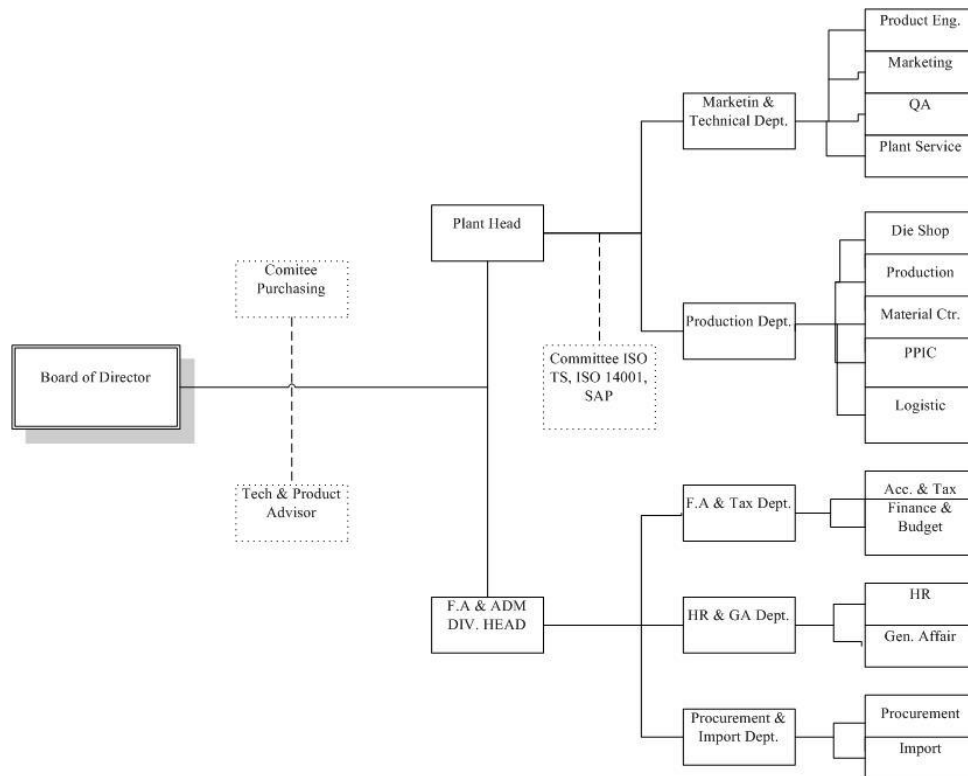 Board of Director
Comitee
Purchasing
Tech & Product
Advisor
Plant Head
Committee ISO
TS, ISO 14001,
SAP
F.A & ADM
DIV. HEAD
Marketin &
Technical Dept.
Product Eng.
Marketing
QA
Plant Service
Production Dept.
Die Shop
Production
Material Ctr.
PPIC
Logistic
F.A & Tax Dept.
Acc. & Tax
Finance &
Budget
HR & GA Dept.
HR
Gen. Affair
Procurement &
Import Dept.
Procurement
Import